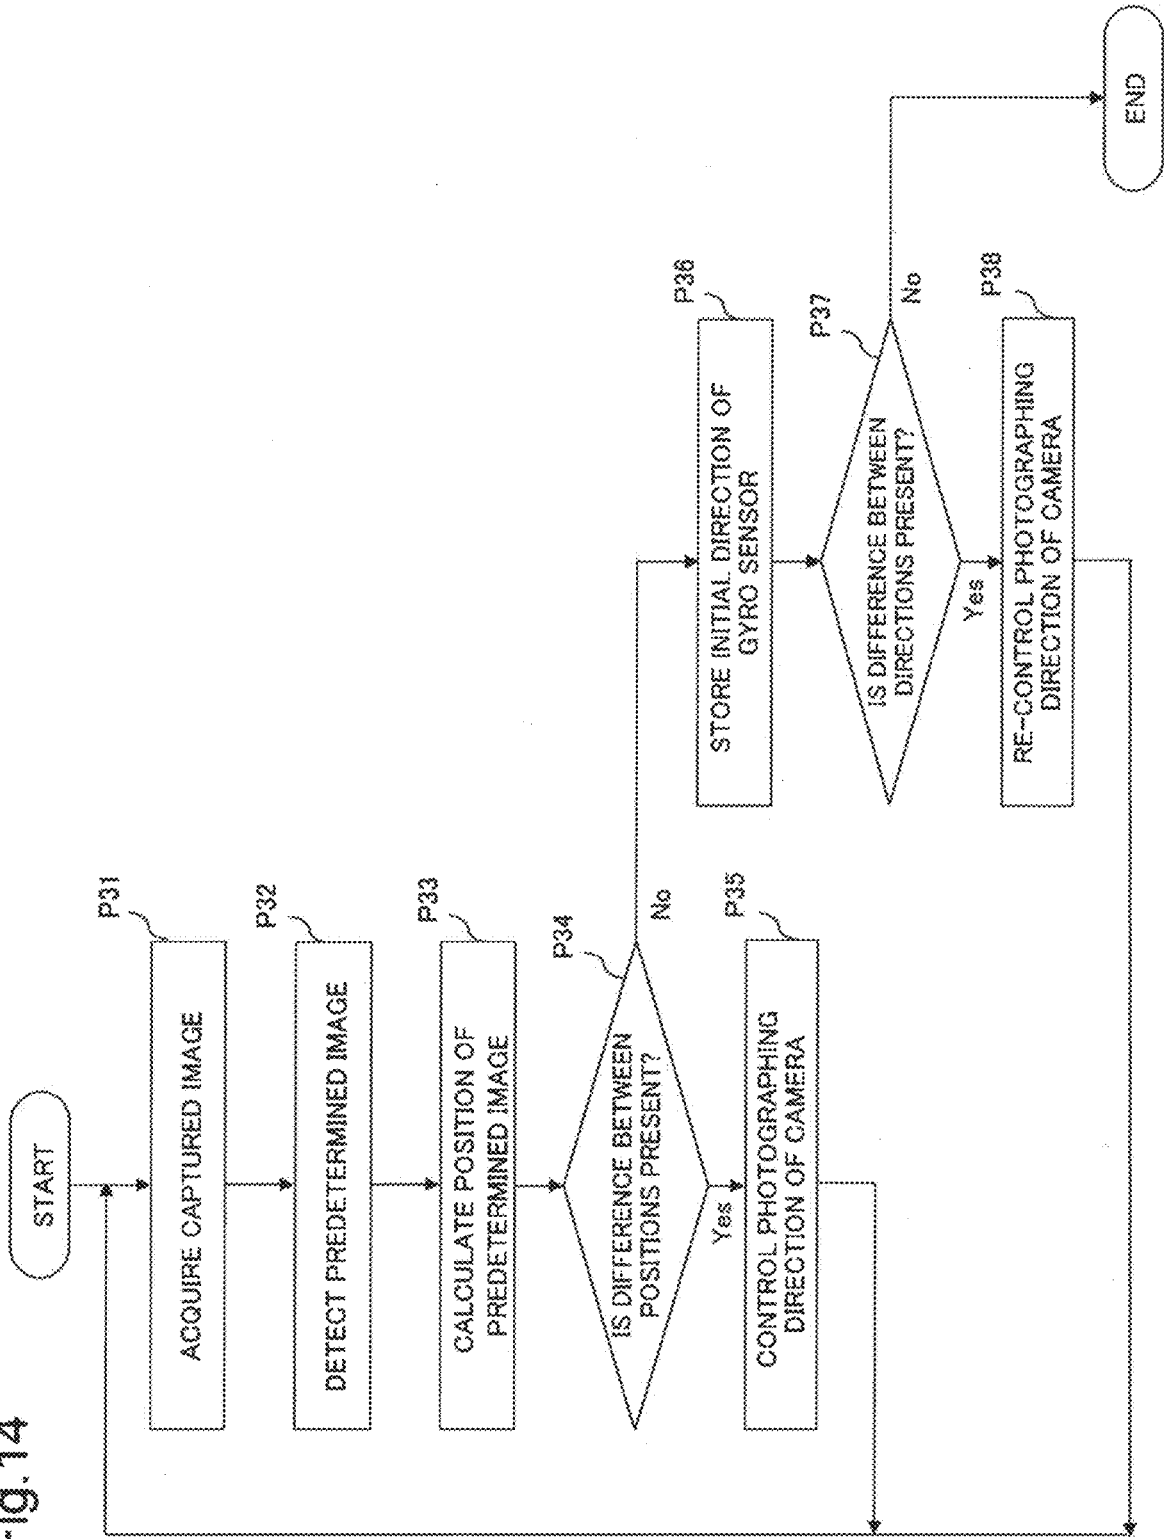 Fig.14
START
P31
ACQUIRE CAPTURED IMAGE
P32
DETECT PREDETERMINED IMAGE
P33
CALCULATE POSITION OF
PREDETERMINED IMAGE
P34
IS DIFFERENCE BETWEEN
POSITIONS PRESENT?
No
Yes
P35
CONTROL PHOTOGRAPHING
DIRECTION OF CAMERA
P36
STORE INITIAL DIRECTION OF
GYRO SENSOR
P37
IS DIFFERENCE BETWEEN
DIRECTIONS PRESENT?
No
Yes
P38
RE-CONTROL PHOTOGRAPHING
DIRECTION OF CAMERA
END